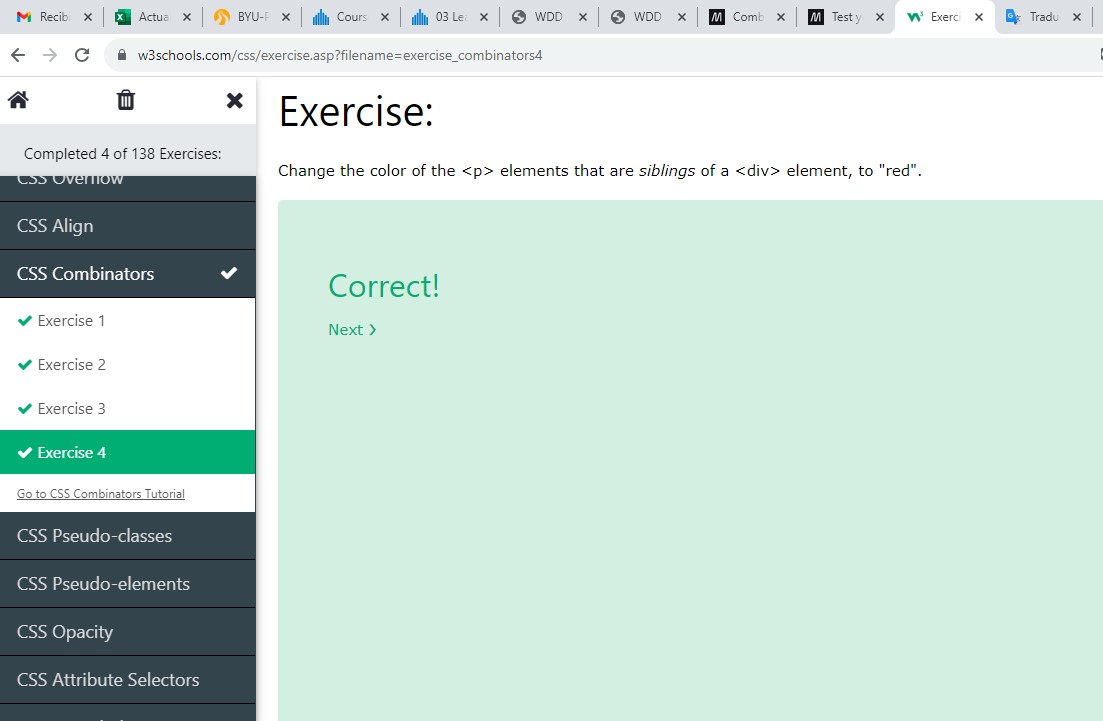 Recibi
Actua
BYU-P
Cours
03 Le
WDD
WDD
Comb
Test y
Exerci
Tradu
w3schools.com/css/exercise.asp?filename=exercise_combinators4
Completed 4 of 138 Exercises:
CSS Overflow
CSS Align
CSS Combinators
Exercise 1
Exercise 2
Exercise 3
Exercise 4
Go to CSS Combinators Tutorial
CSS Pseudo-classes
CSS Pseudo-elements
CSS Opacity
CSS Attribute Selectors
Exercise:
Change the color of the <p> elements that are siblings of a <div> element, to "red".
Correct!
Next ❯